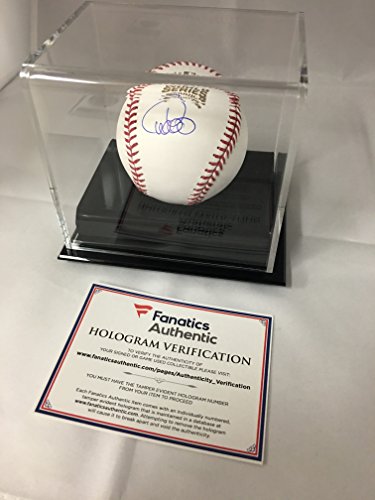 SERIES
Fanatics
Authentic
HOLOGRAM VERIFICATION
TO VERIFY THE AUTHENTICITY OF
YOUR SIGNED OR GAME USED COLLECTIBLE PLEASE VISIT:
www.fanaticsauthentic.com/pages/Authenticity_Verification
YOU MUST HAVE THE TAMPER EVIDENT HOLOGRAM NUMBER
FROM YOUR ITEM TO PROCEED
Each Fanatics Authentic item comes with an individually numbered,
tamper evident hologram that is maintained in a database at
fanaticsauthentic.com. Attempting to remove the hologram
will cause it to break apart and void the authenticity.